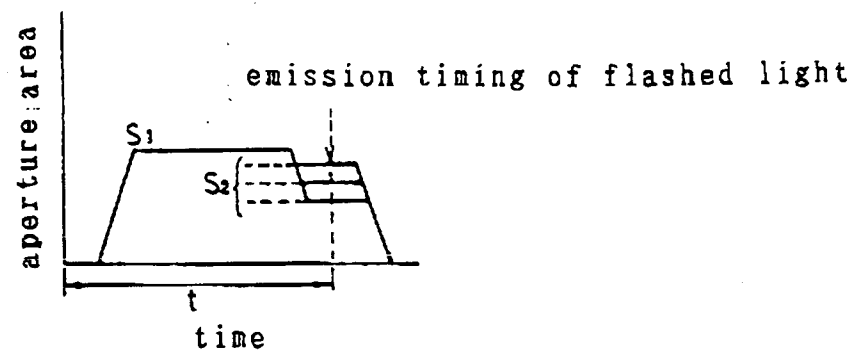 emission timing of flashed light
aperture area
S1
S2
t
time